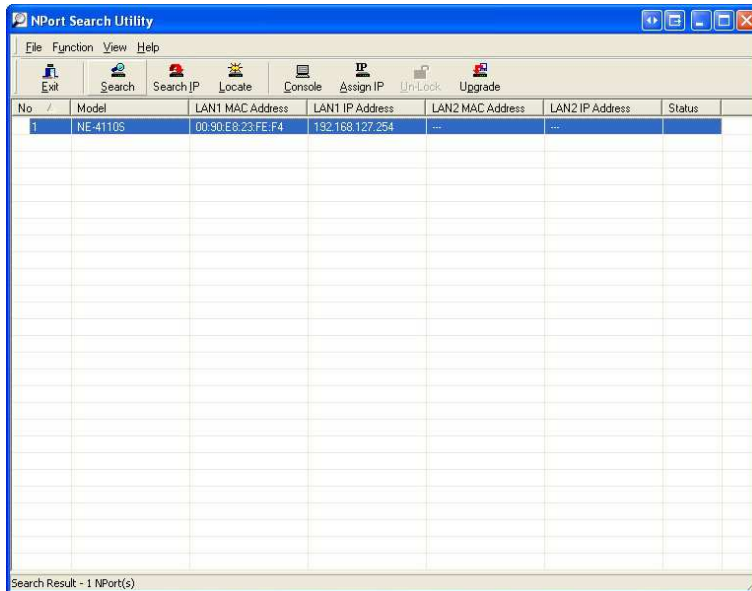 NPort Search Utility
File Function View Help
Exit Search Search IP Locate Console Assign IP Un-Lock Upgrade
No / Model LAN1 MAC Address LAN1 IP Address LAN2 MAC Address LAN2 IP Address Status
1 NE-4110S 00:90:E8:23:FE:F4 192.168.127.254 --- ---
Search Result - 1 NPort(s)